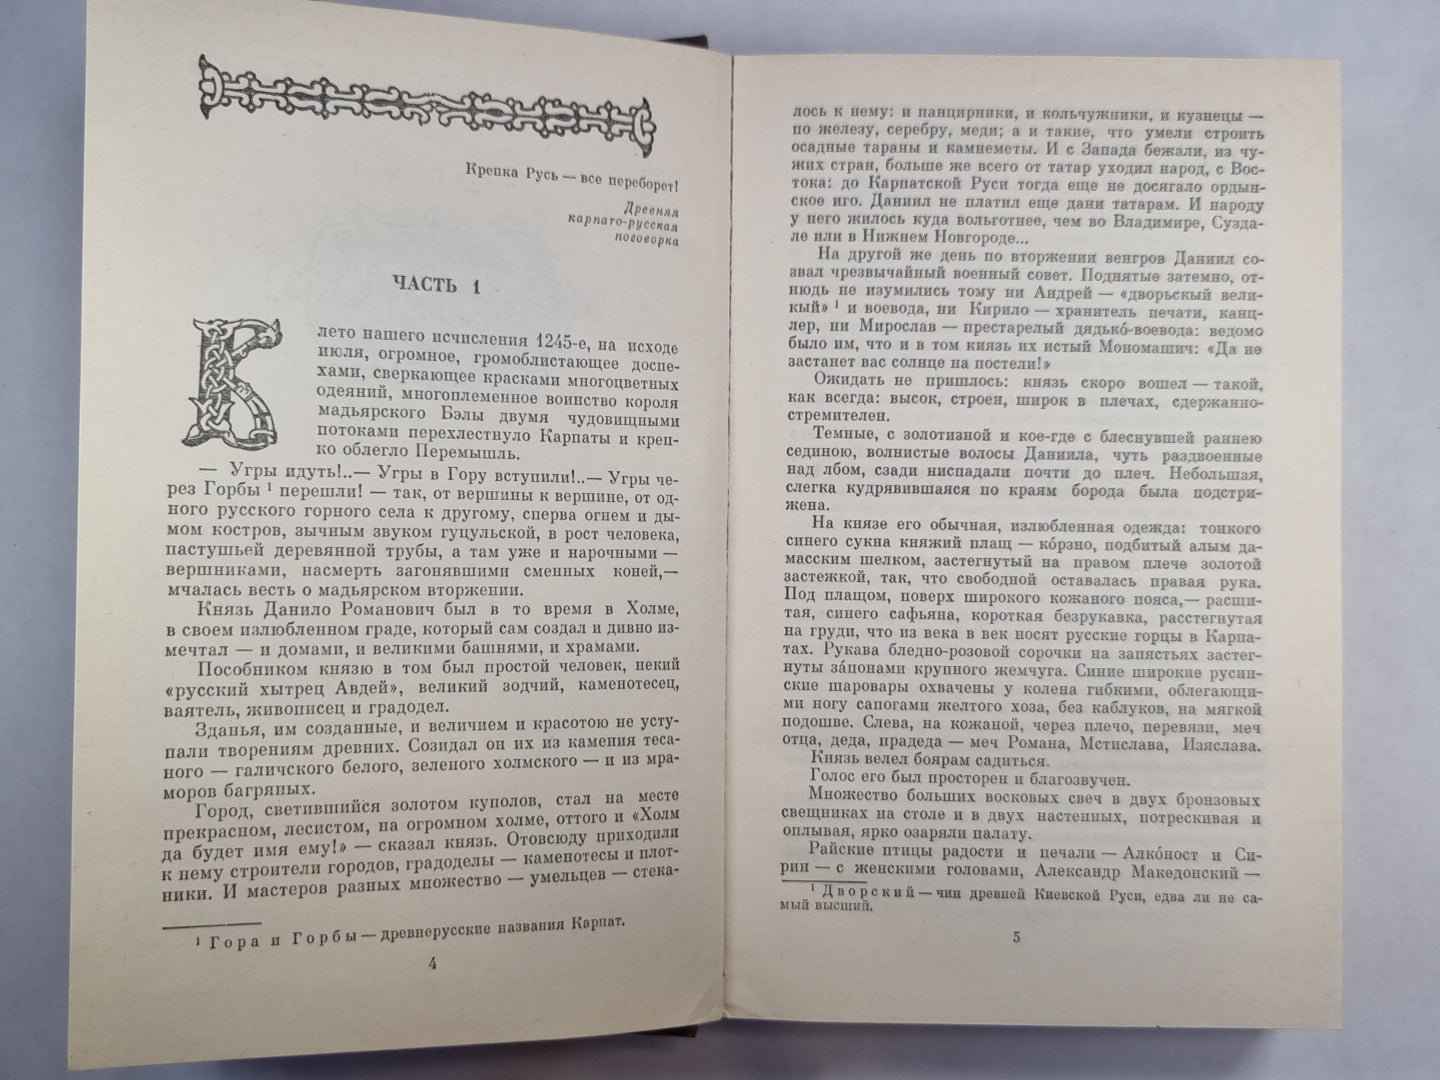 Крепка Русь — все переборет!
Древняя
карпато-русская
поговорка
ЧАСТЬ 1
К лето нашего исчисления 1245-е, на исходе
июля, огромное, громоблистающее доспе-
хами, сверкающее красками многоцветных
одеяний, многоплеменное воинство короля
мадьярского Бэлы двумя чудовищными
потоками перехлестнуло Карпаты и креп-
ко облегло Перемышль.
— Угры идуть!..— Угры в Гору вступили!..— Угры че-
рез Горбы ¹ перешли! — так, от вершины к вершине, от од-
ного русского горного села к другому, сперва огнем и ды-
мом костров, зычным звуком гуцульской, в рост человека,
пастушьей деревянной трубы, а там уже и нарочными —
вершниками, насмерть загонявшими сменных коней,—
мчалась весть о мадьярском вторжении.
Князь Данило Романович был в то время в Холме,
в своем излюбленном граде, который сам создал и дивно из-
мечтал — и домами, и великими башнями, и храмами.
Пособником князю в том был простой человек, некий
«русский хытрец Авдей», великий зодчий, каменотесец,
ваятель, живописец и градодел.
Зданья, им созданные, и величием и красотою не усту-
пали творениям древних. Созидал он их из камения теса-
ного — галичского белого, зеленого холмского — и из мра-
моров багряных.
Город, светившийся золотом куполов, стал на месте
прекрасном, лесистом, на огромном холме, оттого и «Холм
да будет имя ему!» — сказал князь. Отовсюду приходили
к нему строители городов, градоделы — каменотесы и плот-
ники. И мастеров разных множество — умельцев — стека-
¹ Гора и Горбы — древнерусские названия Карпат.
4
лось к нему: и панцирники, и кольчужники, и кузнецы —
по железу, серебру, меди; а и такие, что умели строить
осадные тараны и камнеметы. И с Запада бежали, из чу-
жих стран, больше же всего от татар уходил народ, с Вос-
тока: до Карпатской Руси тогда еще не досягало ордын-
ское иго. Даниил не платил еще дани татарам. И народу
у него жилось куда вольготнее, чем во Владимире, Сузда-
ле или в Нижнем Новгороде...
На другой же день по вторжении венгров Даниил со-
звал чрезвычайный военный совет. Поднятые затемно, от-
нюдь не изумились тому ни Андрей — «дворьский вели-
кый» ¹ и воевода, ни Кирило — хранитель печати, канц-
лер, ни Мирослав — престарелый дядько́-воевода: ведомо
было им, что и в том князь их истый Мономашич: «Да не
застанет вас солнце на постели!»
Ожидать не пришлось: князь скоро вошел — такой,
как всегда: высок, строен, широк в плечах, сдержанно-
стремителен.
Темные, с золотизной и кое-где с блеснувшей раннею
сединою, волнистые волосы Даниила, чуть раздвоенные
над лбом, сзади ниспадали почти до плеч. Небольшая,
слегка кудрявившаяся по краям борода была подстри-
жена.
На князе его обычная, излюбленная одежда: тонкого
синего сукна княжий плащ — ко́рзно, подбитый алым да-
масским шелком, застегнутый на правом плече золотой
застежкой, так, что свободной оставалась правая рука.
Под плащом, поверх широкого кожаного пояса,— расши-
тая, синего сафьяна, короткая безрукавка, расстегнутая
на груди, что из века в век носят русские горцы в Карпа-
тах. Рукава бледно-розовой сорочки на запястьях застег-
нуты за́понами крупного жемчуга. Синие широкие русин-
ские шаровары охвачены у колена гибкими, облегающи-
ми ногу сапогами желтого хоза, без каблуков, на мягкой
подошве. Слева, на кожаной, через плечо, перевязи, меч
отца, деда, прадеда — меч Романа, Мстислава, Изяслава.
Князь велел боярам садиться.
Голос его был просторен и благозвучен.
Множество больших восковых свеч в двух бронзовых
свещниках на столе и в двух настенных, потрескивая и
оплывая, ярко озаряли палату.
Райские птицы радости и печали — Алко́ност и Си-
рин — с женскими головами, Александр Македонский —
¹ Дворский — чин древней Киевской Руси, едва ли не са-
мый высший.
5